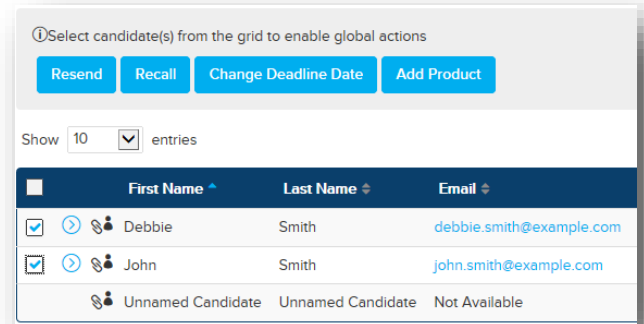 Select candidate(s) from the grid to enable global actions
Resend Recall Change Deadline Date Add Product
Show 10 entries
First Name Last Name Email
Debbie Smith debbie.smith@example.com
John Smith john.smith@example.com
Unnamed Candidate Unnamed Candidate Not Available